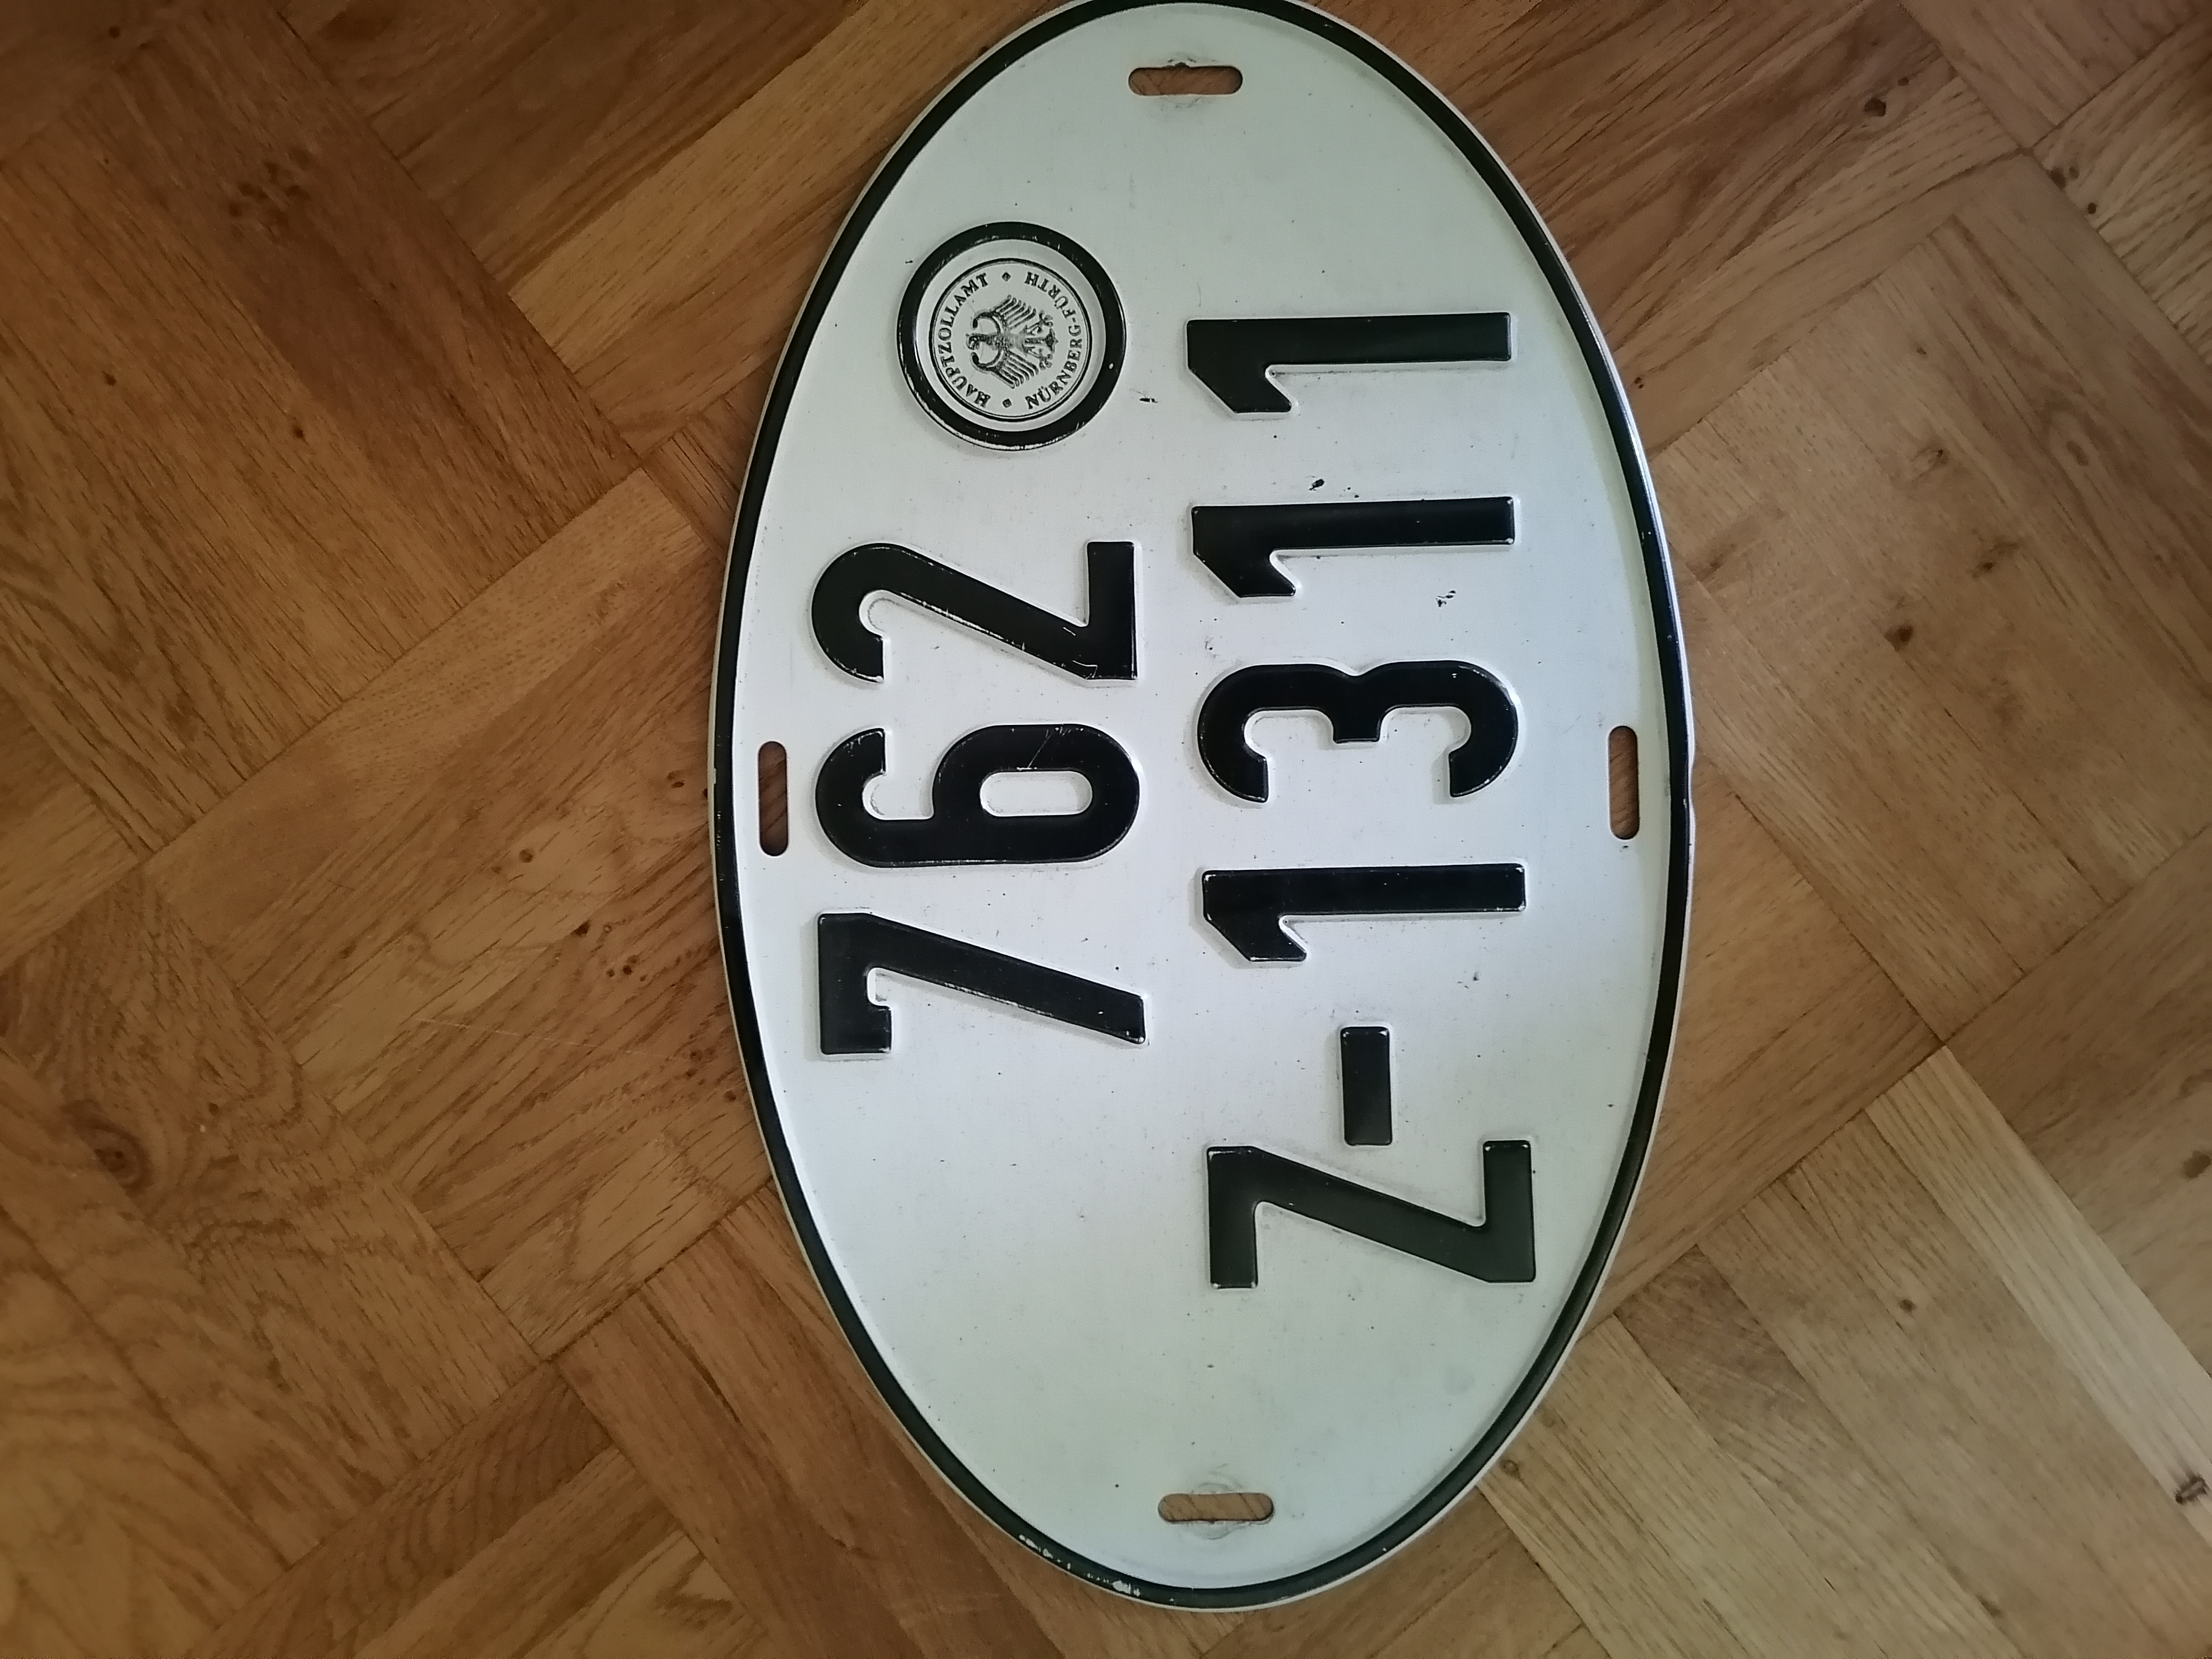 762
HAUPTZOLLAMT
NÜRNBERG-FÜRTH
Z-1311